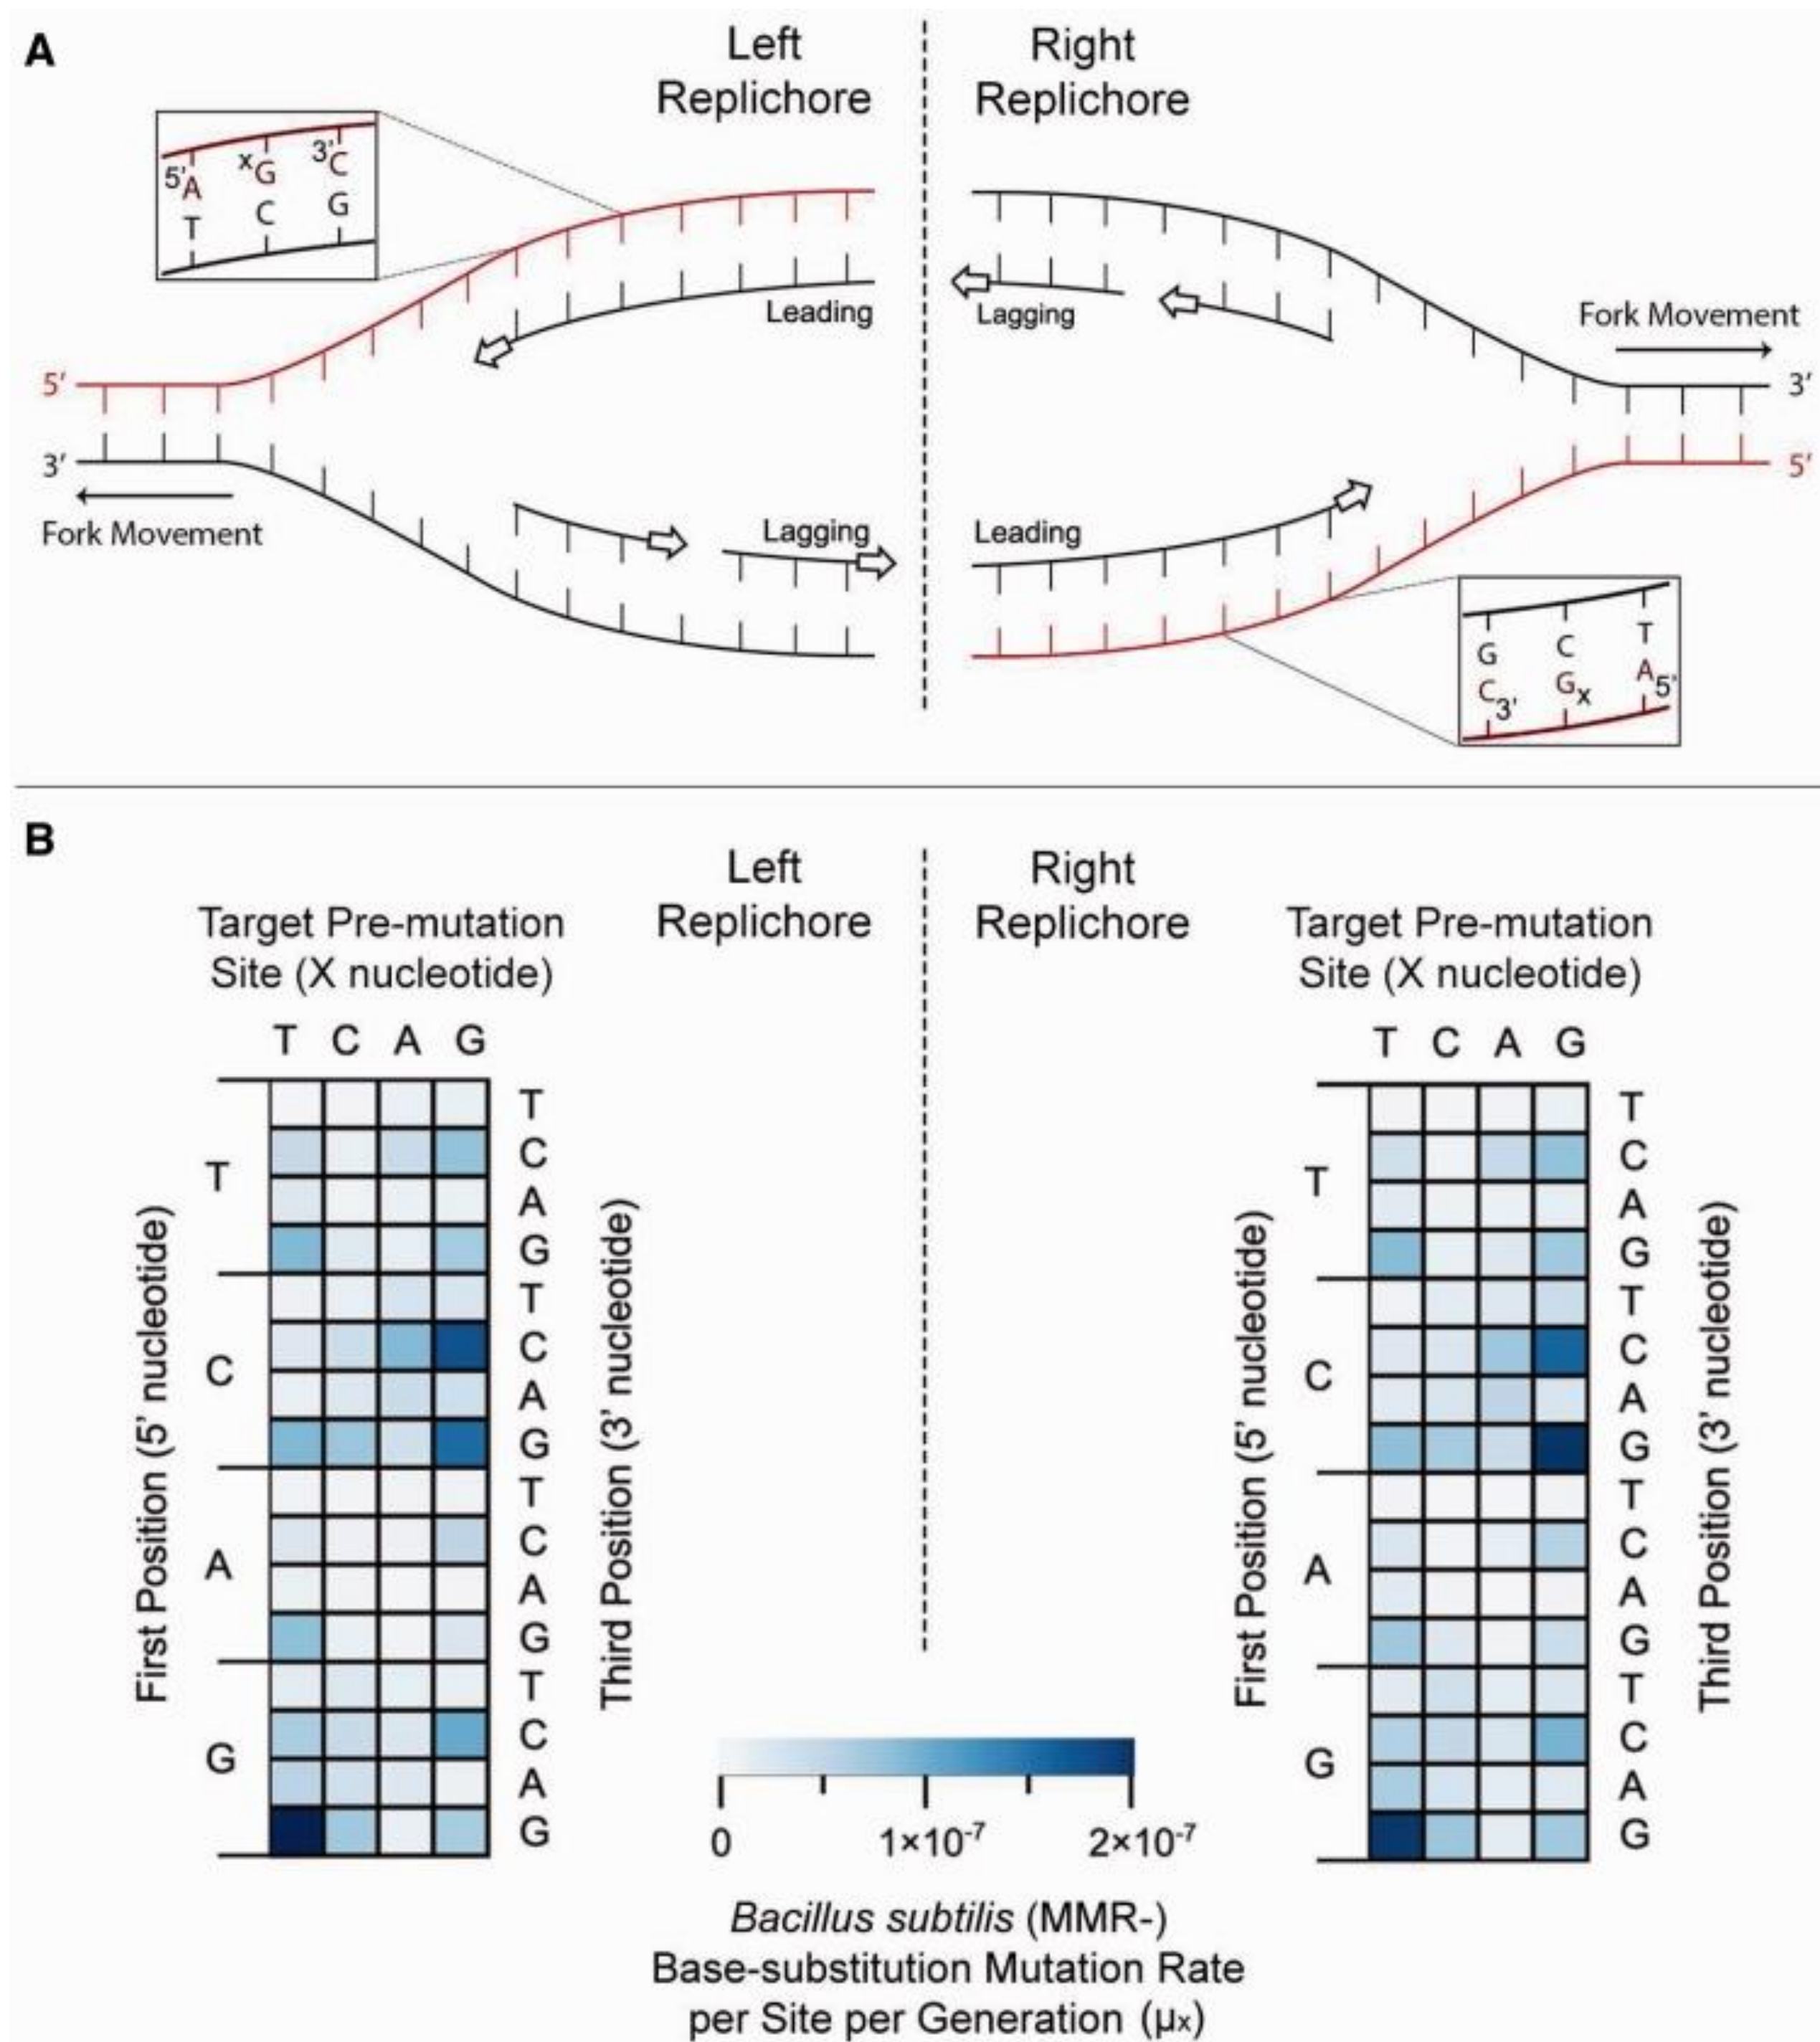 A
Left
Replichore
Right
Replichore
5' A xG 3' C
T C G
Leading
Lagging
Fork Movement
5'
3'
3'
5'
Fork Movement
Lagging
Leading
G C T
C3' Gx A5'
B
Left
Replichore
Right
Replichore
Target Pre-mutation
Site (X nucleotide)
T C A G
First Position (5' nucleotide)
T
C
A
G
T
C
A
G
T
C
A
G
T
C
A
G
T
C
A
G
Third Position (3' nucleotide)
Target Pre-mutation
Site (X nucleotide)
T C A G
First Position (5' nucleotide)
T
C
A
G
T
C
A
G
T
C
A
G
T
C
A
G
T
C
A
G
Third Position (3' nucleotide)
0 1×10⁻⁷ 2×10⁻⁷
Bacillus subtilis (MMR-)
Base-substitution Mutation Rate
per Site per Generation (μx)